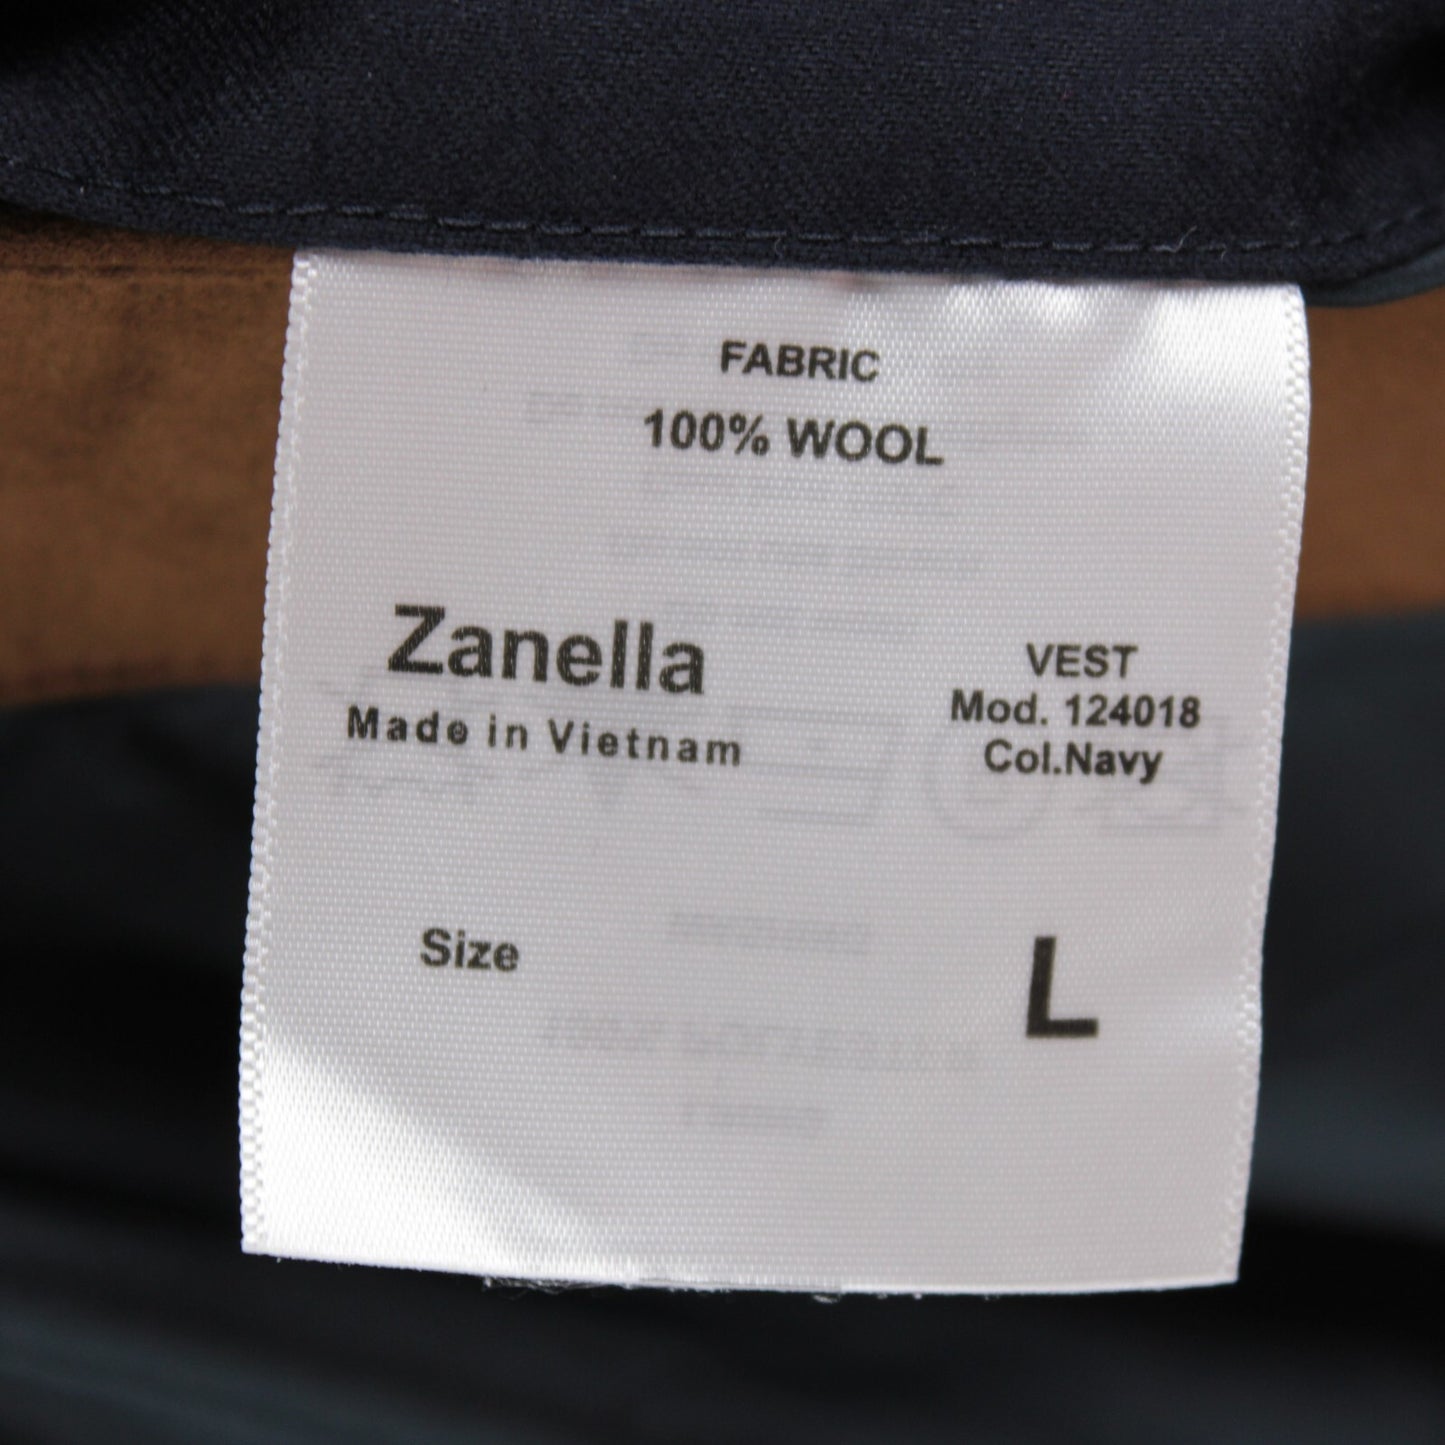 FABRIC
100% WOOL
Zanella
Made in Vietnam
VEST
Mod. 124018
Col.Navy
Size
L